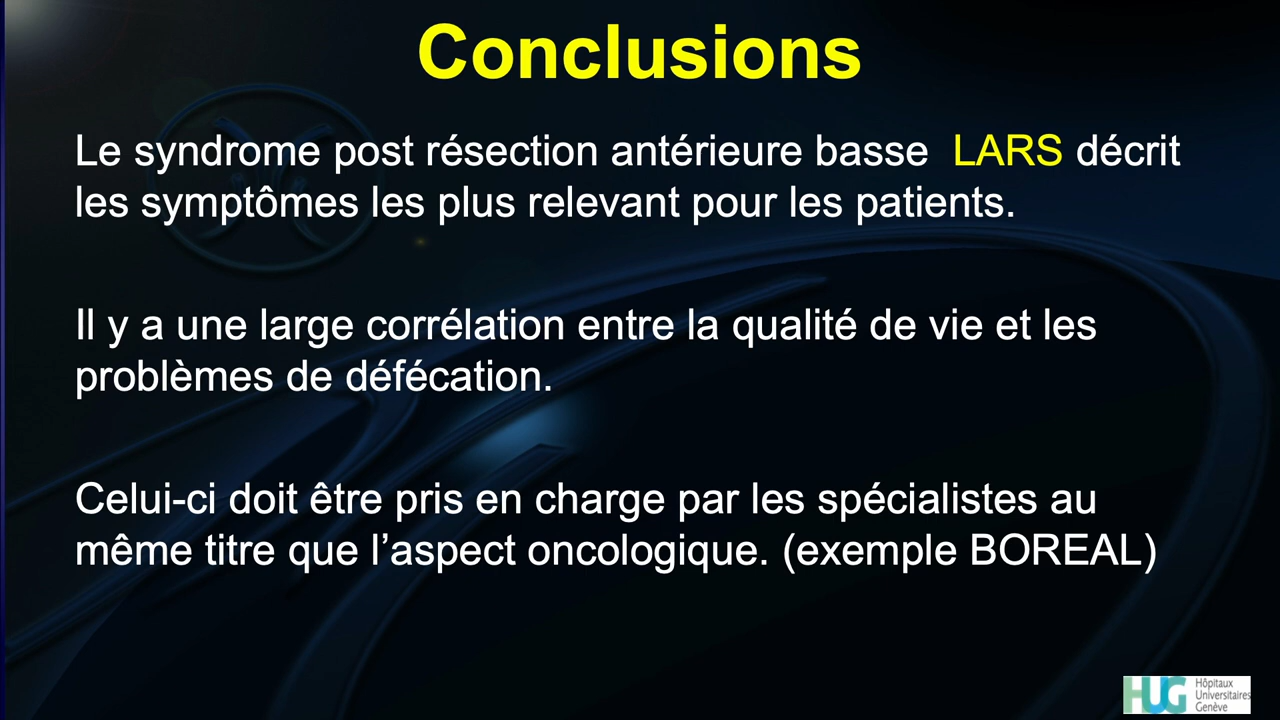 Conclusions
Le syndrome post résection antérieure basse LARS décrit
les symptômes les plus relevant pour les patients.
Il y a une large corrélation entre la qualité de vie et les
problèmes de défécation.
Celui-ci doit être pris en charge par les spécialistes au
même titre que l’aspect oncologique. (exemple BOREAL)
HUG
Hôpitaux
Universitaires
Genève